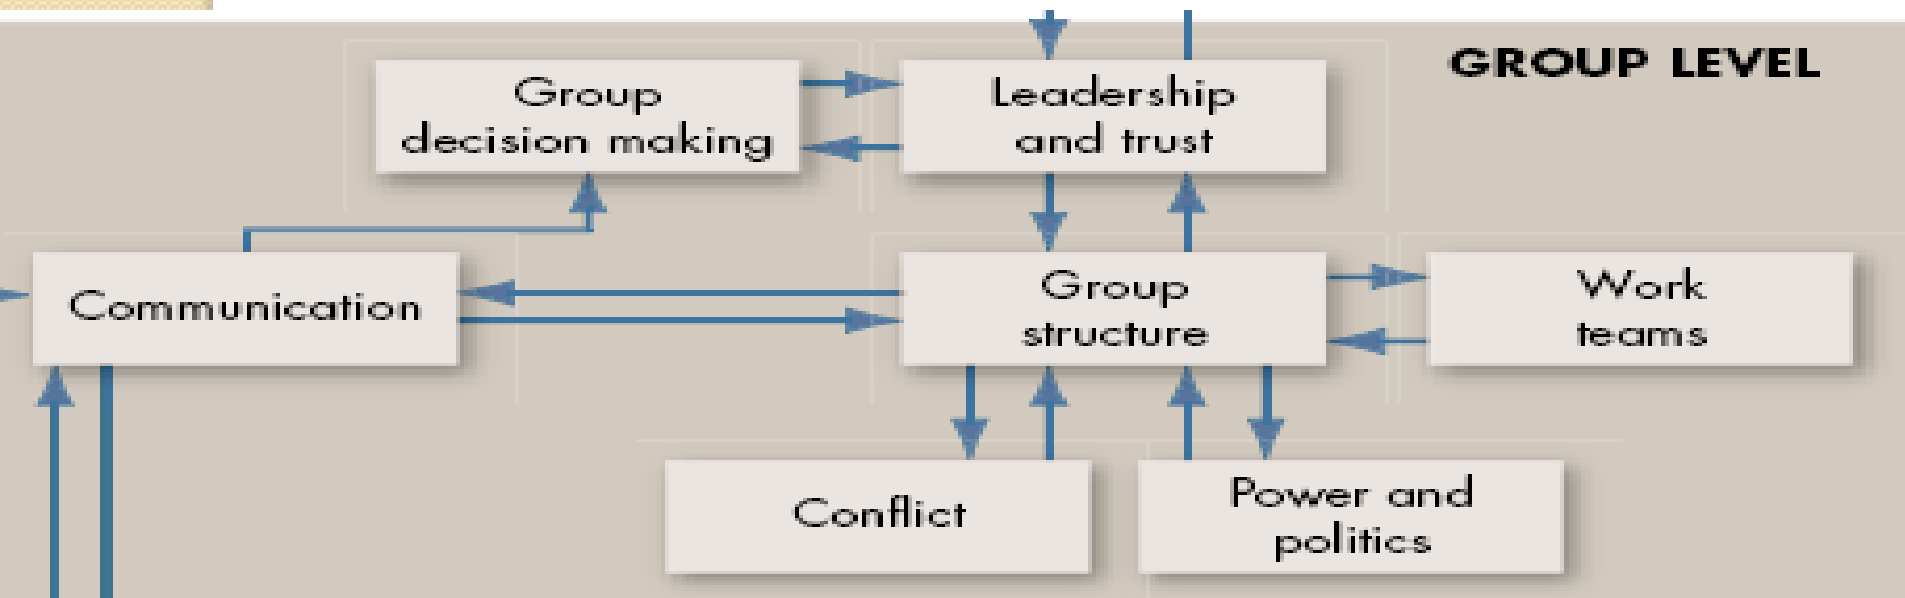 GROUP LEVEL
Group
decision making
Leadership
and trust
Communication
Group
structure
Work
teams
Conflict
Power and
politics